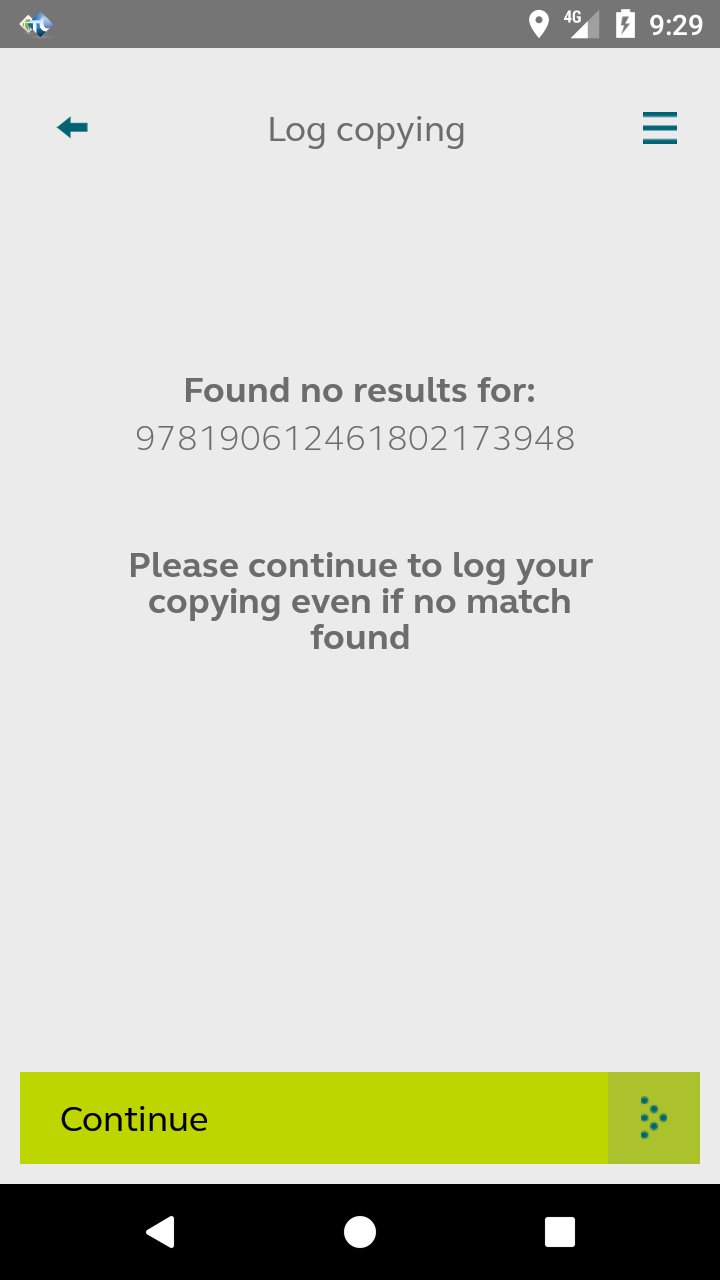 4G 9:29
Log copying
Found no results for:
978190612461802173948
Please continue to log your
copying even if no match
found
Continue